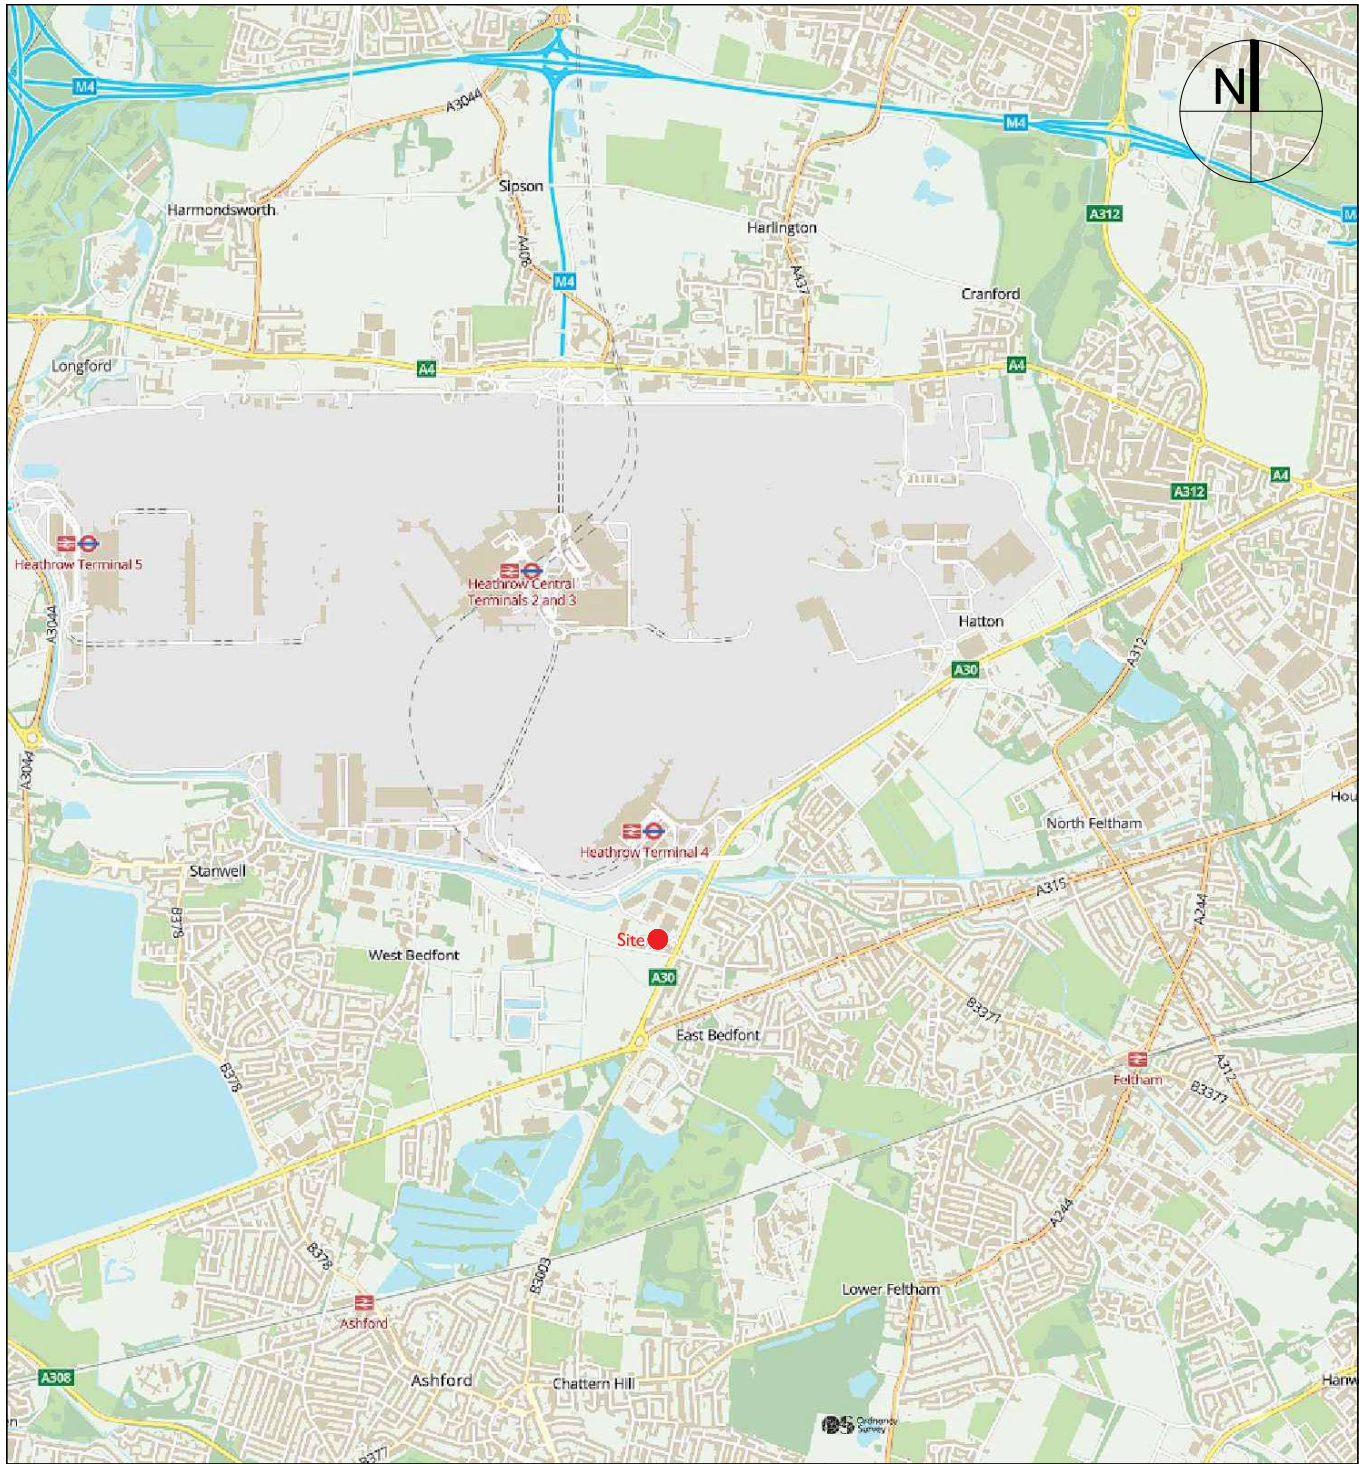 M4
A3044
N
M4
Sipson
Harmondsworth
A312
M
Harlington
A408
A437
M4
Cranford
Longford
A4
A4
A4
A312
Heathrow Terminal 5
Heathrow Central
Terminals 2 and 3
A3044
Hatton
A312
A30
A3044
Hou
North Feltham
Heathrow Terminal 4
Stanwell
A315
A244
B378
Site
West Bedfont
A30
B3377
East Bedfont
Feltham
A312
B378
B3377
A244
B378
B3003
Lower Feltham
Ashford
A308
Ashford
Chattern Hill
Hanw
en
Ordnance
Survey
B377